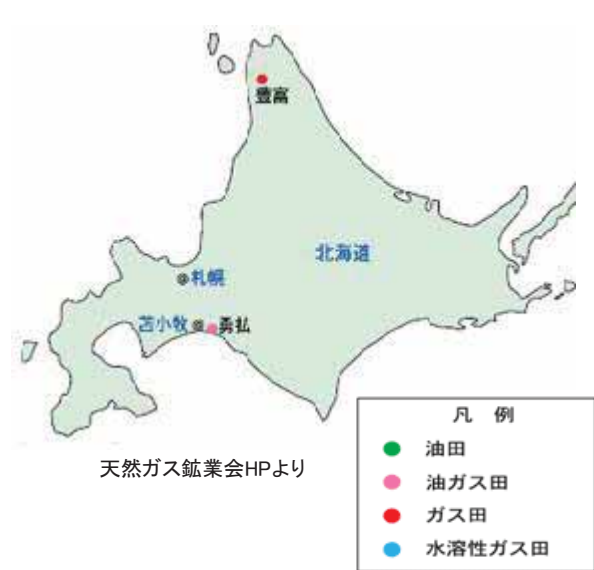 豊富
北海道
◎札幌
苫小牧◎ 勇払
天然ガス鉱業会HPより
凡 例
油田
油ガス田
ガス田
水溶性ガス田